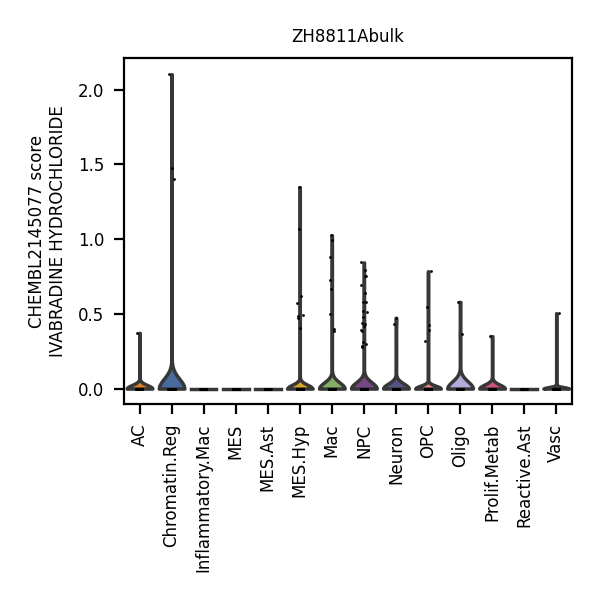 ZH8811Abulk
CHEMBL2145077 score
IVABRADINE HYDROCHLORIDE
2.0
1.5
1.0
0.5
0.0
AC
Chromatin.Reg
Inflammatory.Mac
MES
MES.Ast
MES.Hyp
Mac
NPC
Neuron
OPC
Oligo
Prolif.Metab
Reactive.Ast
Vasc